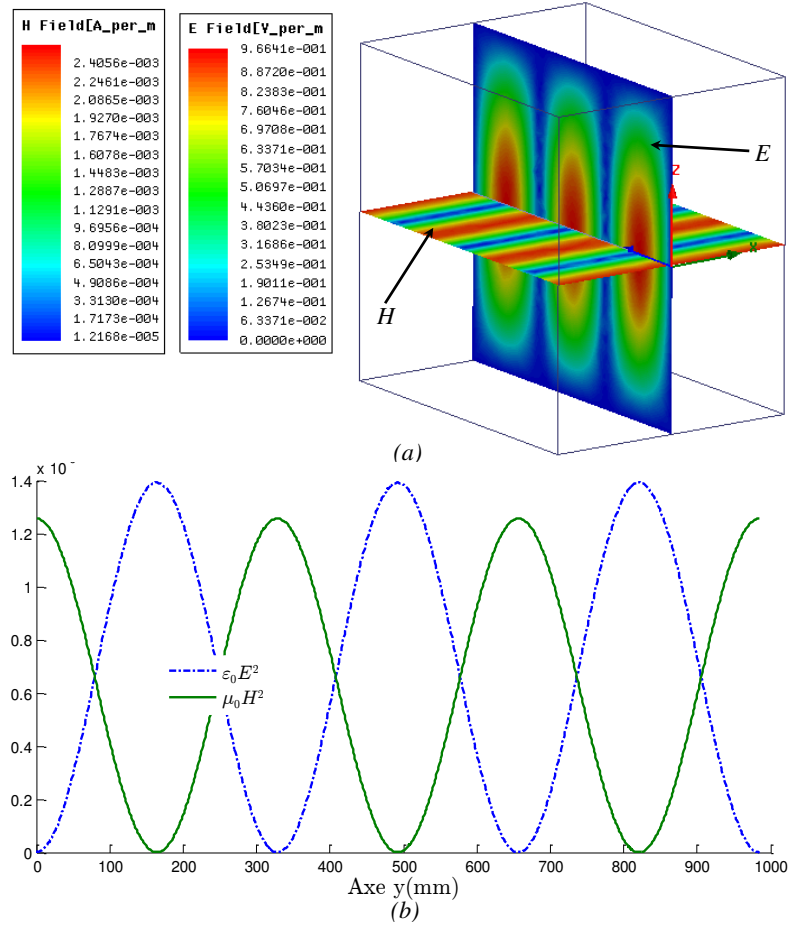 H Field[A_per_m
2.4056e-003
2.2461e-003
2.0865e-003
1.9270e-003
1.7674e-003
1.6078e-003
1.4483e-003
1.2887e-003
1.1291e-003
9.6956e-004
8.0999e-004
6.5043e-004
4.9086e-004
3.3130e-004
1.7173e-004
1.2168e-005
E Field[V_per_m
9.6641e-001
8.8720e-001
8.2383e-001
7.6046e-001
6.9708e-001
6.3371e-001
5.7034e-001
5.0697e-001
4.4360e-001
3.8023e-001
3.1686e-001
2.5349e-001
1.9011e-001
1.2674e-001
6.3371e-002
0.0000e+000
E
Z
X
H
(a)
x 10⁻
1.4
1.2
1
0.8
0.6
0.4
0.2
0
ε₀E²
μ₀H²
0 100 200 300 400 500 600 700 800 900 1000
Axe y(mm)
(b)